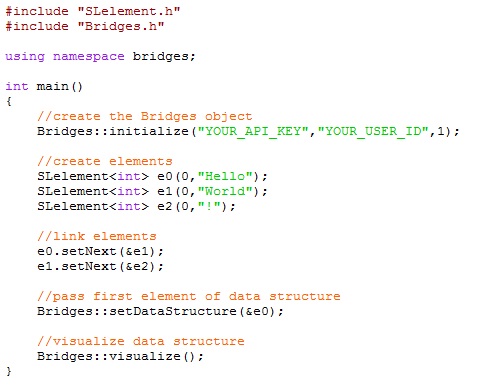 #include "SLelement.h"
#include "Bridges.h"
using namespace bridges;
int main()
{
//create the Bridges object
Bridges::initialize("YOUR_API_KEY","YOUR_USER_ID",1);
//create elements
SLelement<int> e0(0,"Hello");
SLelement<int> e1(0,"World");
SLelement<int> e2(0,"!");
//link elements
e0.setNext(&e1);
e1.setNext(&e2);
//pass first element of data structure
Bridges::setDataStructure(&e0);
//visualize data structure
Bridges::visualize();
}